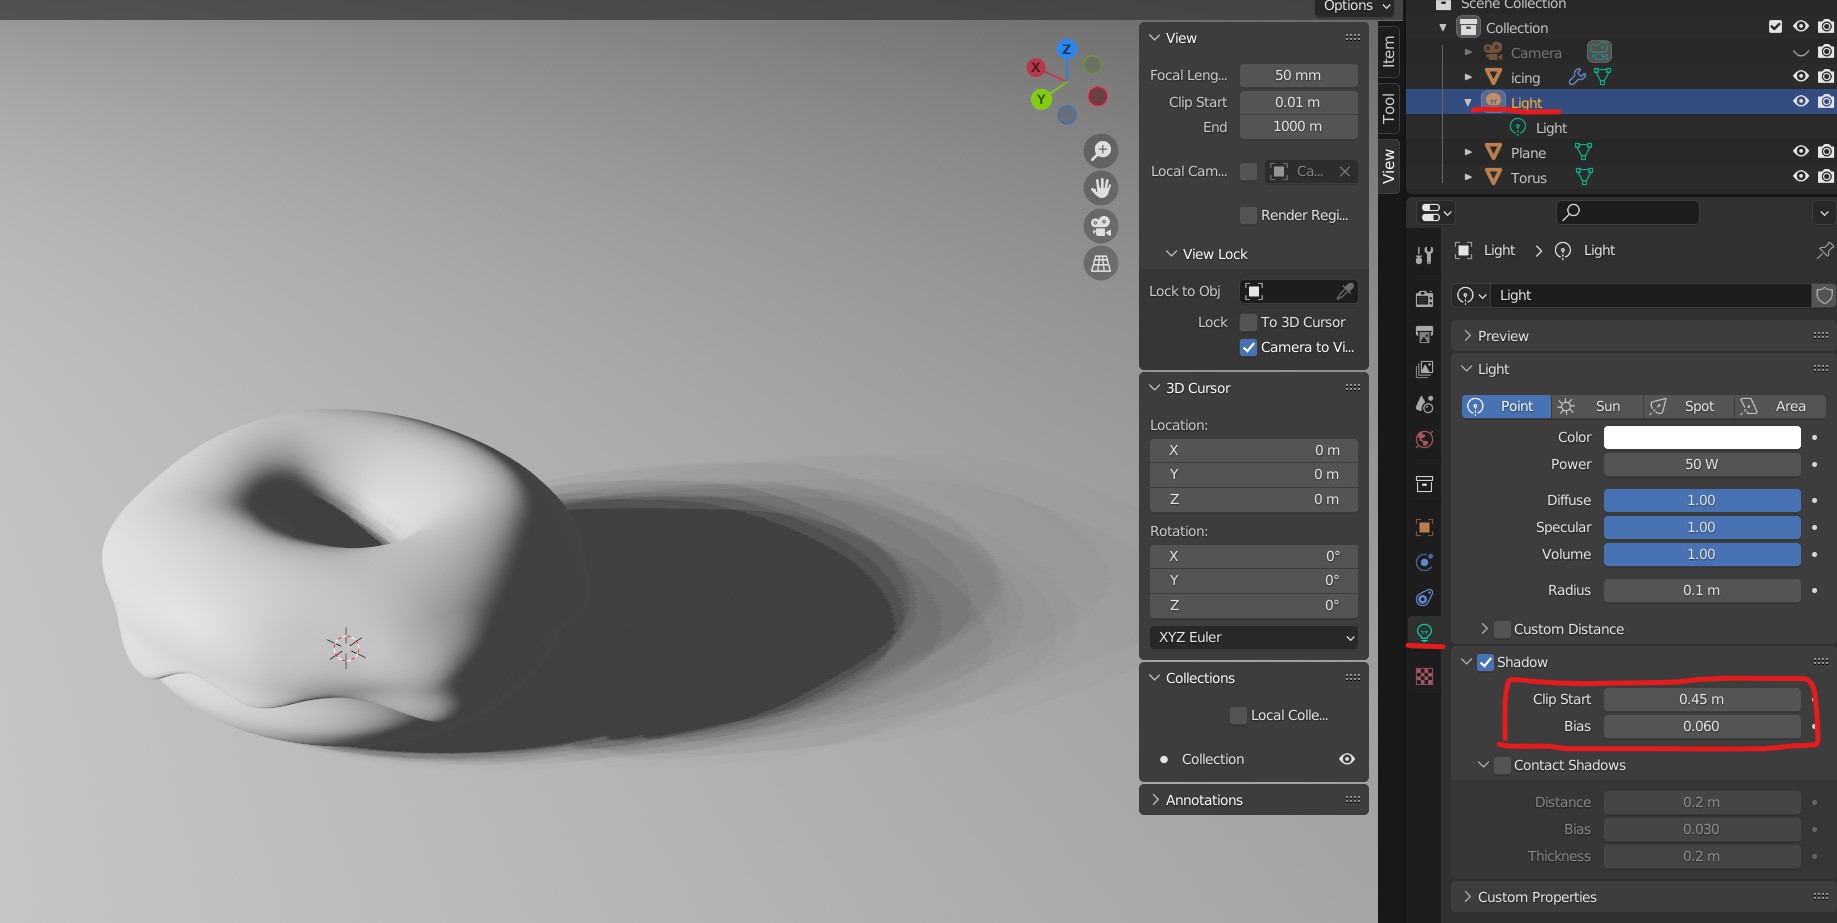 Options
Scene Collection
Collection
Camera
icing
Light
Light
Plane
Torus
Z
X
Y
View
Focal Leng... 50 mm
Clip Start 0.01 m
End 1000 m
Local Cam... Ca...
Render Regi...
View Lock
Lock to Obj
Lock To 3D Cursor
Camera to Vi...
3D Cursor
Location:
X 0 m
Y 0 m
Z 0 m
Rotation:
X 0°
Y 0°
Z 0°
XYZ Euler
Collections
Local Colle...
Collection
Annotations
Item
Tool
View
Light Light
Light
Preview
Light
Point Sun Spot Area
Color
Power 50 W
Diffuse 1.00
Specular 1.00
Volume 1.00
Radius 0.1 m
Custom Distance
Shadow
Clip Start 0.45 m
Bias 0.060
Contact Shadows
Distance 0.2 m
Bias 0.030
Thickness 0.2 m
Custom Properties